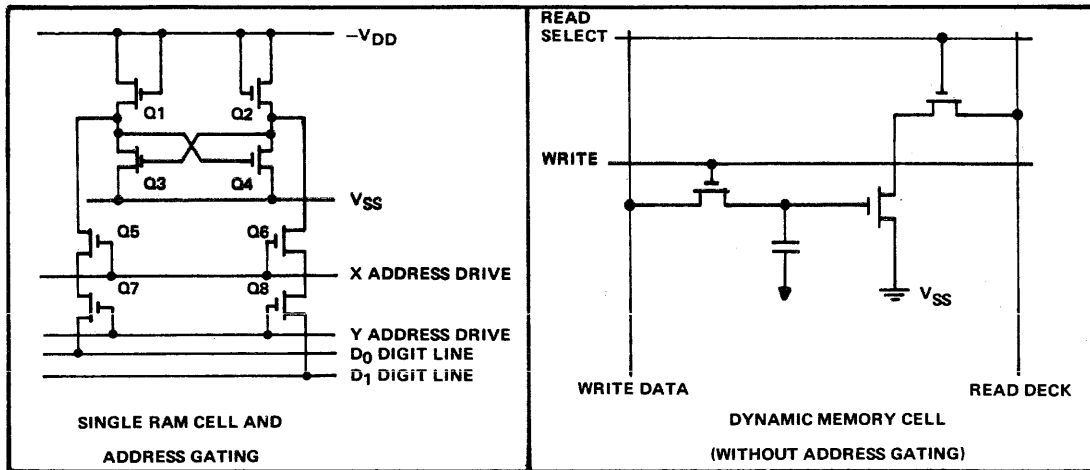 –VDD
Q1
Q2
Q3
Q4
VSS
Q5
Q6
X ADDRESS DRIVE
Q7
Q8
Y ADDRESS DRIVE
D0 DIGIT LINE
D1 DIGIT LINE
SINGLE RAM CELL AND
ADDRESS GATING
READ
SELECT
WRITE
VSS
WRITE DATA
READ DECK
DYNAMIC MEMORY CELL
(WITHOUT ADDRESS GATING)